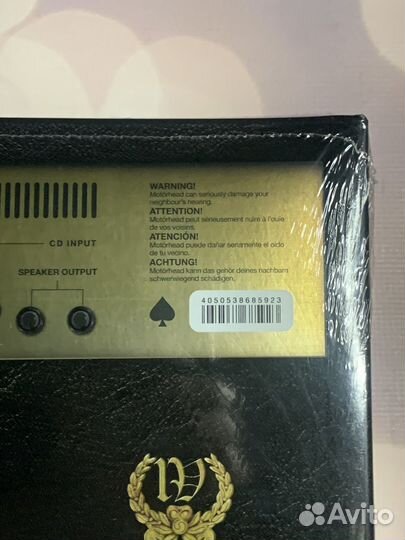 WARNING!
Motörhead can seriously damage your
neighbour's hearing.
ATTENTION!
Motörhead peut sérieusement nuire à l'ouïe
de vos voisins.
ATENCIÓN!
Motörhead puede dañar seriamente el oído
de tu vecino.
ACHTUNG!
Motörhead kann das gehör deines nachbarn
schwerwiegend schädigen.
CD INPUT
SPEAKER OUTPUT
4050538685923
Avito